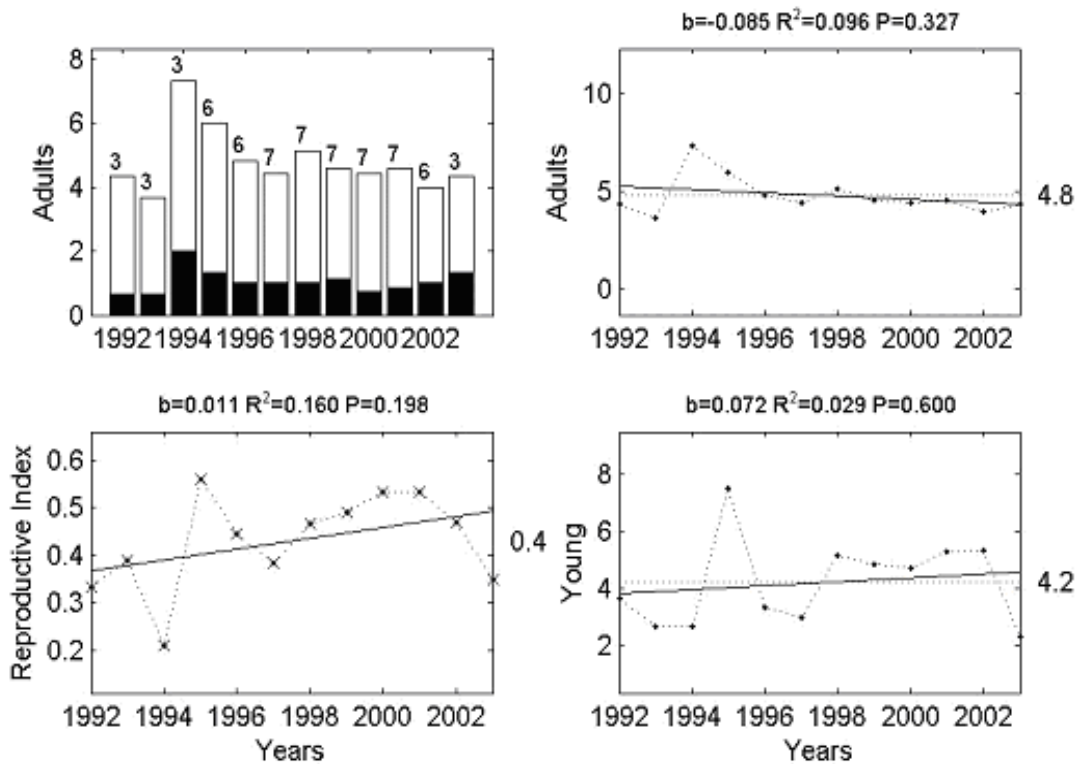 b=-0.085 R²=0.096 P=0.327
8
6
4
2
0
Adults
3
3
3
6
6
7
7
7
7
7
6
3
1992 1994 1996 1998 2000 2002
10
5
0
Adults
4.8
1992 1994 1996 1998 2000 2002
b=0.011 R²=0.160 P=0.198
0.6
0.5
0.4
0.3
0.2
Reproductive Index
0.4
1992 1994 1996 1998 2000 2002
Years
b=0.072 R²=0.029 P=0.600
8
6
4
2
Young
4.2
1992 1994 1996 1998 2000 2002
Years